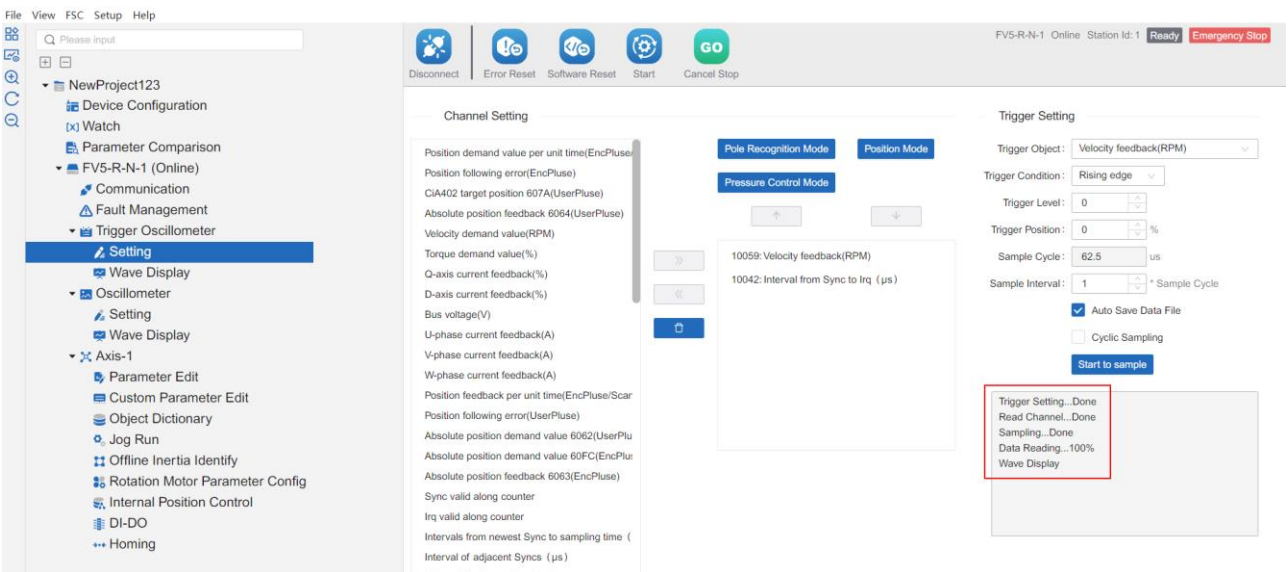 File View FSC Setup Help
Please input
NewProject123
Device Configuration
[x] Watch
Parameter Comparison
FV5-R-N-1 (Online)
Communication
Fault Management
Trigger Oscillometer
Setting
Wave Display
Oscillometer
Setting
Wave Display
Axis-1
Parameter Edit
Custom Parameter Edit
Object Dictionary
Jog Run
Offline Inertia Identify
Rotation Motor Parameter Config
Internal Position Control
DI-DO
Homing
GO
Disconnect Error Reset Software Reset Start Cancel Stop
FV5-R-N-1 Online Station Id: 1 Ready Emergency Stop
Channel Setting
Position demand value per unit time(EncPluse/
Position following error(EncPluse)
CiA402 target position 607A(UserPluse)
Absolute position feedback 6064(UserPluse)
Velocity demand value(RPM)
Torque demand value(%)
Q-axis current feedback(%)
D-axis current feedback(%)
Bus voltage(V)
U-phase current feedback(A)
V-phase current feedback(A)
W-phase current feedback(A)
Position feedback per unit time(EncPluse/Scar
Position following error(UserPluse)
Absolute position demand value 6062(UserPlu
Absolute position demand value 60FC(EncPlus
Absolute position feedback 6063(EncPluse)
Sync valid along counter
Irq valid along counter
Intervals from newest Sync to sampling time (
Interval of adjacent Syncs (μs)
Pole Recognition Mode Position Mode
Pressure Control Mode
10059: Velocity feedback(RPM)
10042: Interval from Sync to Irq (μs)
Trigger Setting
Trigger Object: Velocity feedback(RPM)
Trigger Condition: Rising edge
Trigger Level: 0
Trigger Position: 0 %
Sample Cycle: 62.5 us
Sample Interval: 1 * Sample Cycle
Auto Save Data File
Cyclic Sampling
Start to sample
Trigger Setting...Done
Read Channel...Done
Sampling...Done
Data Reading...100%
Wave Display